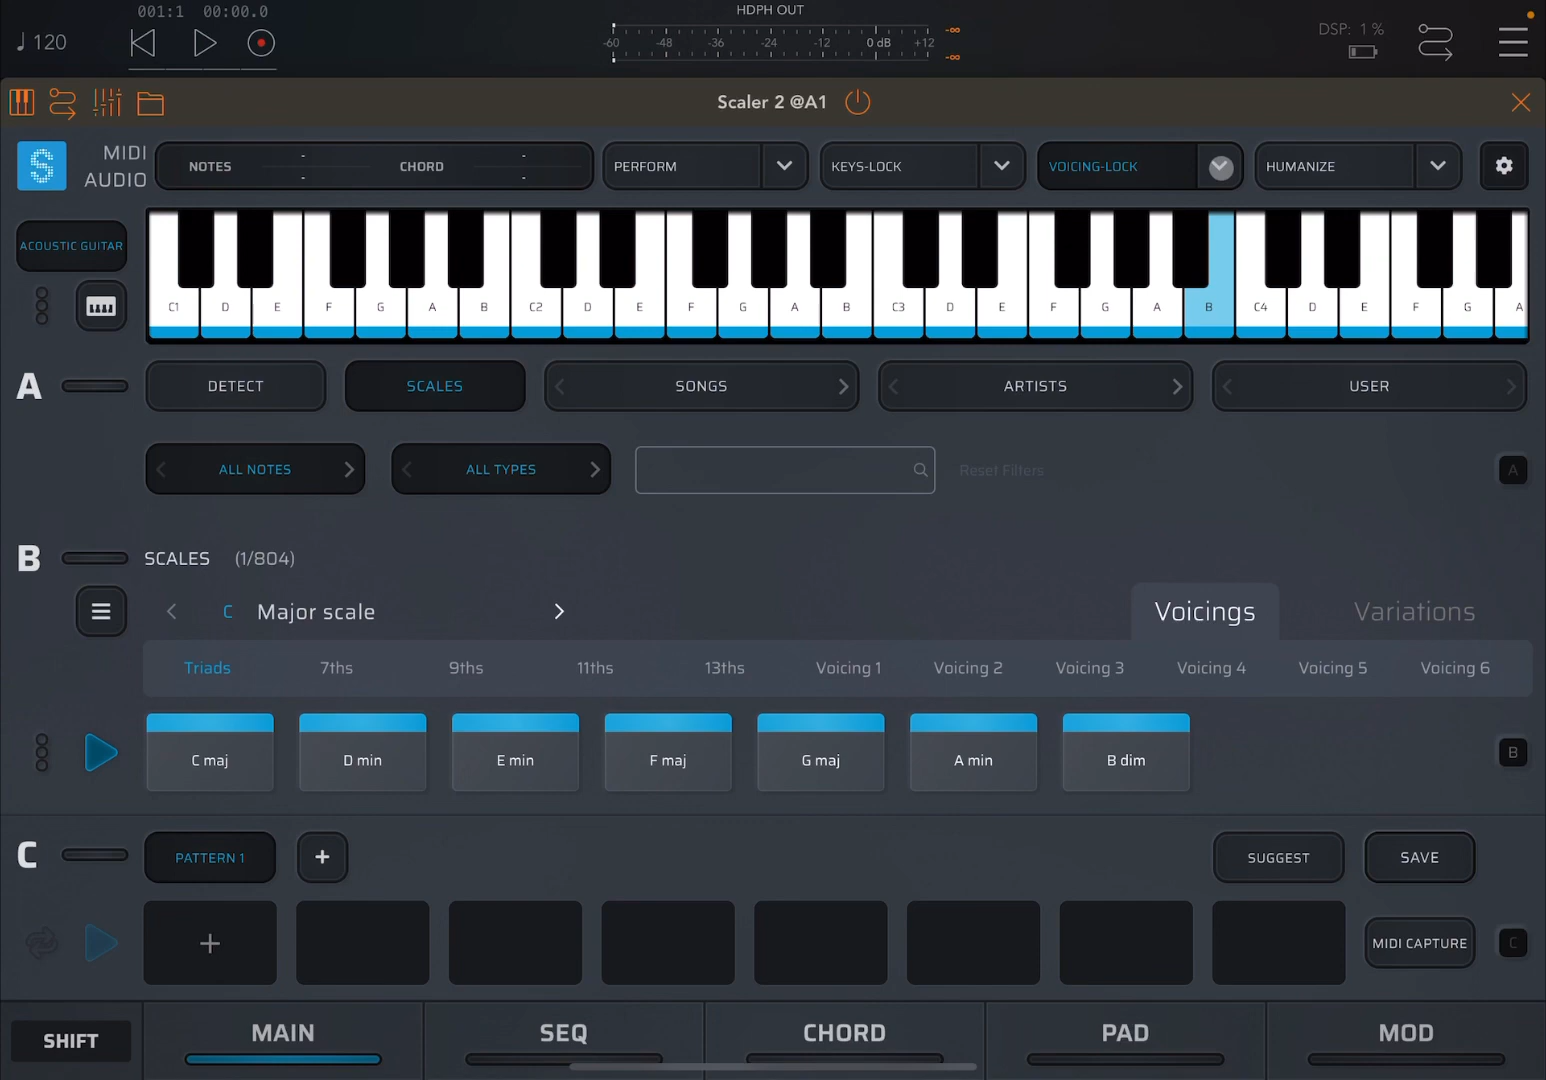 001:1 00:00.0
HDPH OUT
♩ 120
-60 -48 -36 -24 -12 0 dB +12
-∞
-∞
DSP: 1 %
Scaler 2 @A1
S
MIDI
AUDIO
NOTES - - CHORD - -
PERFORM
KEYS-LOCK
VOICING-LOCK
HUMANIZE
ACOUSTIC GUITAR
C1 D E F G A B C2 D E F G A B C3 D E F G A B C4 D E F G A
A
DETECT
SCALES
SONGS
ARTISTS
USER
ALL NOTES
ALL TYPES
Reset Filters
A
B
SCALES (1/804)
C Major scale
Voicings
Variations
Triads 7ths 9ths 11ths 13ths Voicing 1 Voicing 2 Voicing 3 Voicing 4 Voicing 5 Voicing 6
C maj D min E min F maj G maj A min B dim
B
C
PATTERN 1
+
SUGGEST
SAVE
+
MIDI CAPTURE
C
SHIFT
MAIN
SEQ
CHORD
PAD
MOD